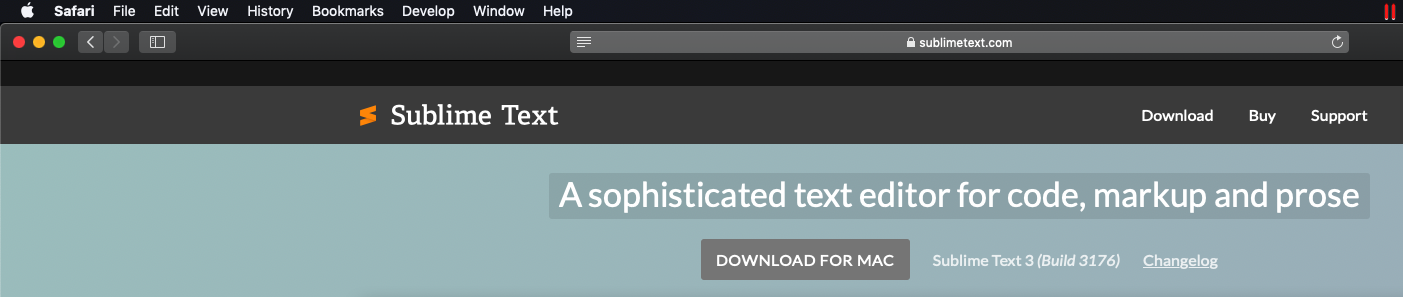 Safari File Edit View History Bookmarks Develop Window Help
sublimetext.com
Sublime Text Download Buy Support
A sophisticated text editor for code, markup and prose
DOWNLOAD FOR MAC Sublime Text 3 (Build 3176) Changelog